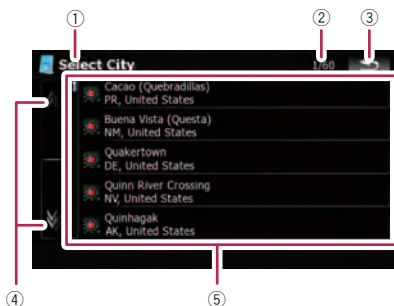 ① ② ③
Select City 1/60
Cacao (Quebradillas)
PR, United States
Buena Vista (Questa)
NM, United States
Quakertown
DE, United States
Quinn River Crossing
NV, United States
Quinhagak
AK, United States
④ ⑤